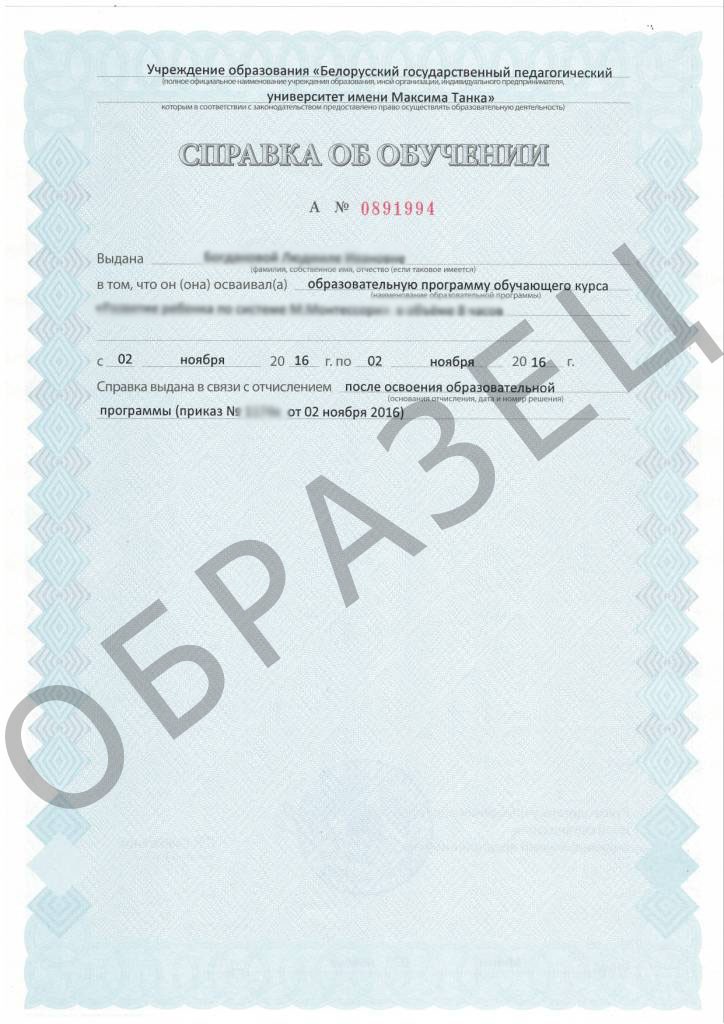 Учреждение образования «Белорусский государственный педагогический
(полное официальное наименование учреждения образования, иной организации, индивидуального предпринимателя,
университет имени Максима Танка»
которым в соответствии с законодательством предоставлено право осуществлять образовательную деятельность)
СПРАВКА ОБ ОБУЧЕНИИ
А № 0891994
Выдана
(фамилия, собственное имя, отчество (если таковое имеется)
в том, что он (она) осваивал(а) образовательную программу обучающего курса
(наименование образовательной программы)
с 02 ноября 20 16 г. по 02 ноября 20 16 г.
Справка выдана в связи с отчислением после освоения образовательной
(основания отчисления, дата и номер решения)
программы (приказ № от 02 ноября 2016)
ОБРАЗЕЦ